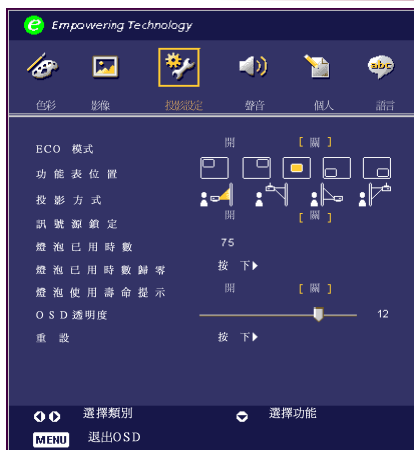 e Empowering Technology
abc
色彩 影像 投影設定 聲音 個人 語言
ECO 模式 開 [ 關 ]
功能表位置
投影方式
訊號源鎖定 開 [ 關 ]
燈泡已用時數 75
燈泡已用時數歸零 按 下
燈泡使用壽命提示 開 [ 關 ]
OSD透明度 12
重 設 按 下
選擇類別 選擇功能
MENU 退出OSD